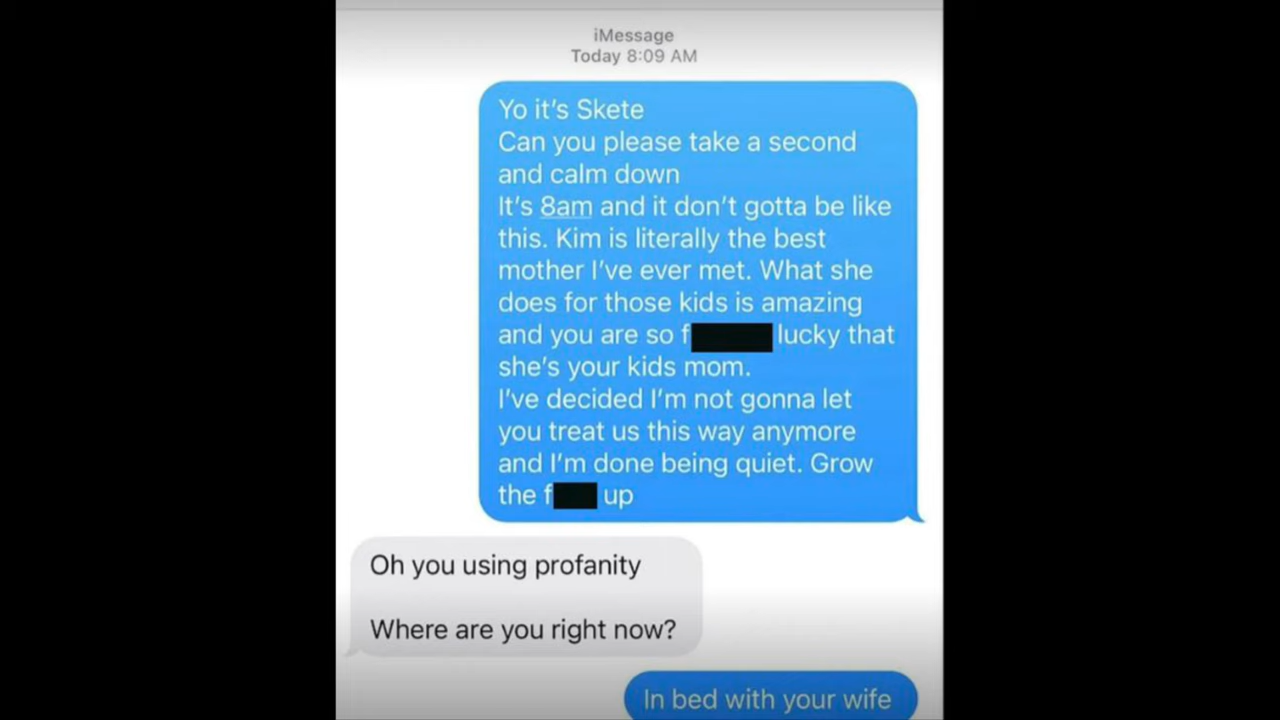 iMessage
Today 8:09 AM
Yo it's Skete
Can you please take a second
and calm down
It's 8am and it don't gotta be like
this. Kim is literally the best
mother I've ever met. What she
does for those kids is amazing
and you are so f lucky that
she's your kids mom.
I've decided I'm not gonna let
you treat us this way anymore
and I'm done being quiet. Grow
the f up
Oh you using profanity
Where are you right now?
In bed with your wife